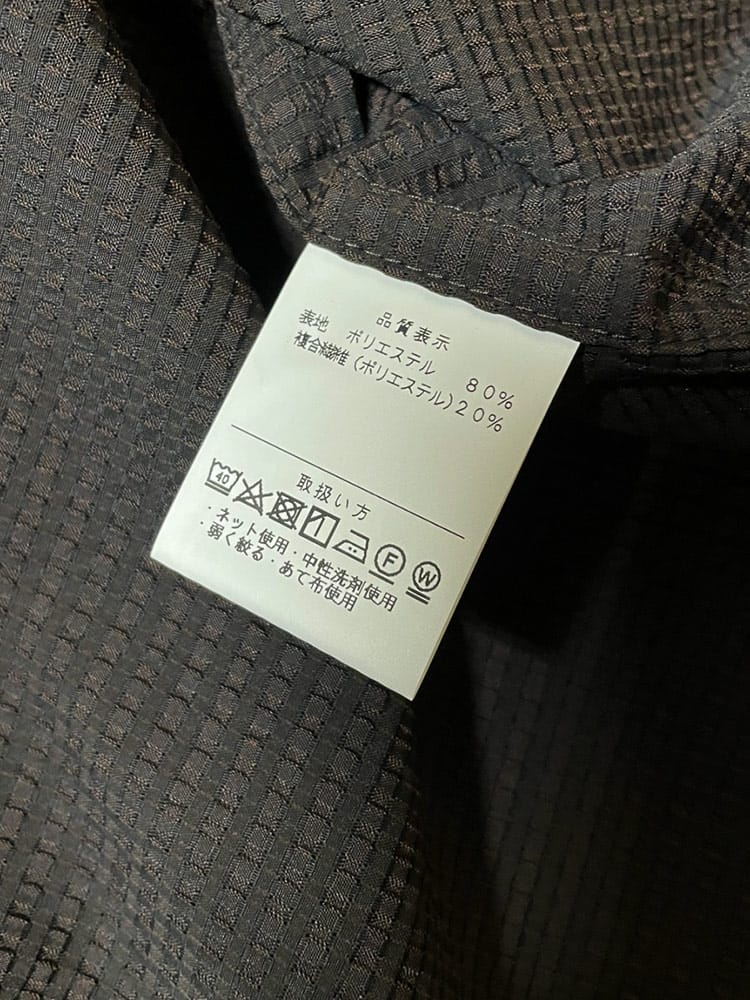 品質表示
表地 ポリエステル 80%
複合繊維(ポリエステル)20%
取扱い方
40 F W
・ネット使用・中性洗剤使用
・弱く絞る・あて布使用